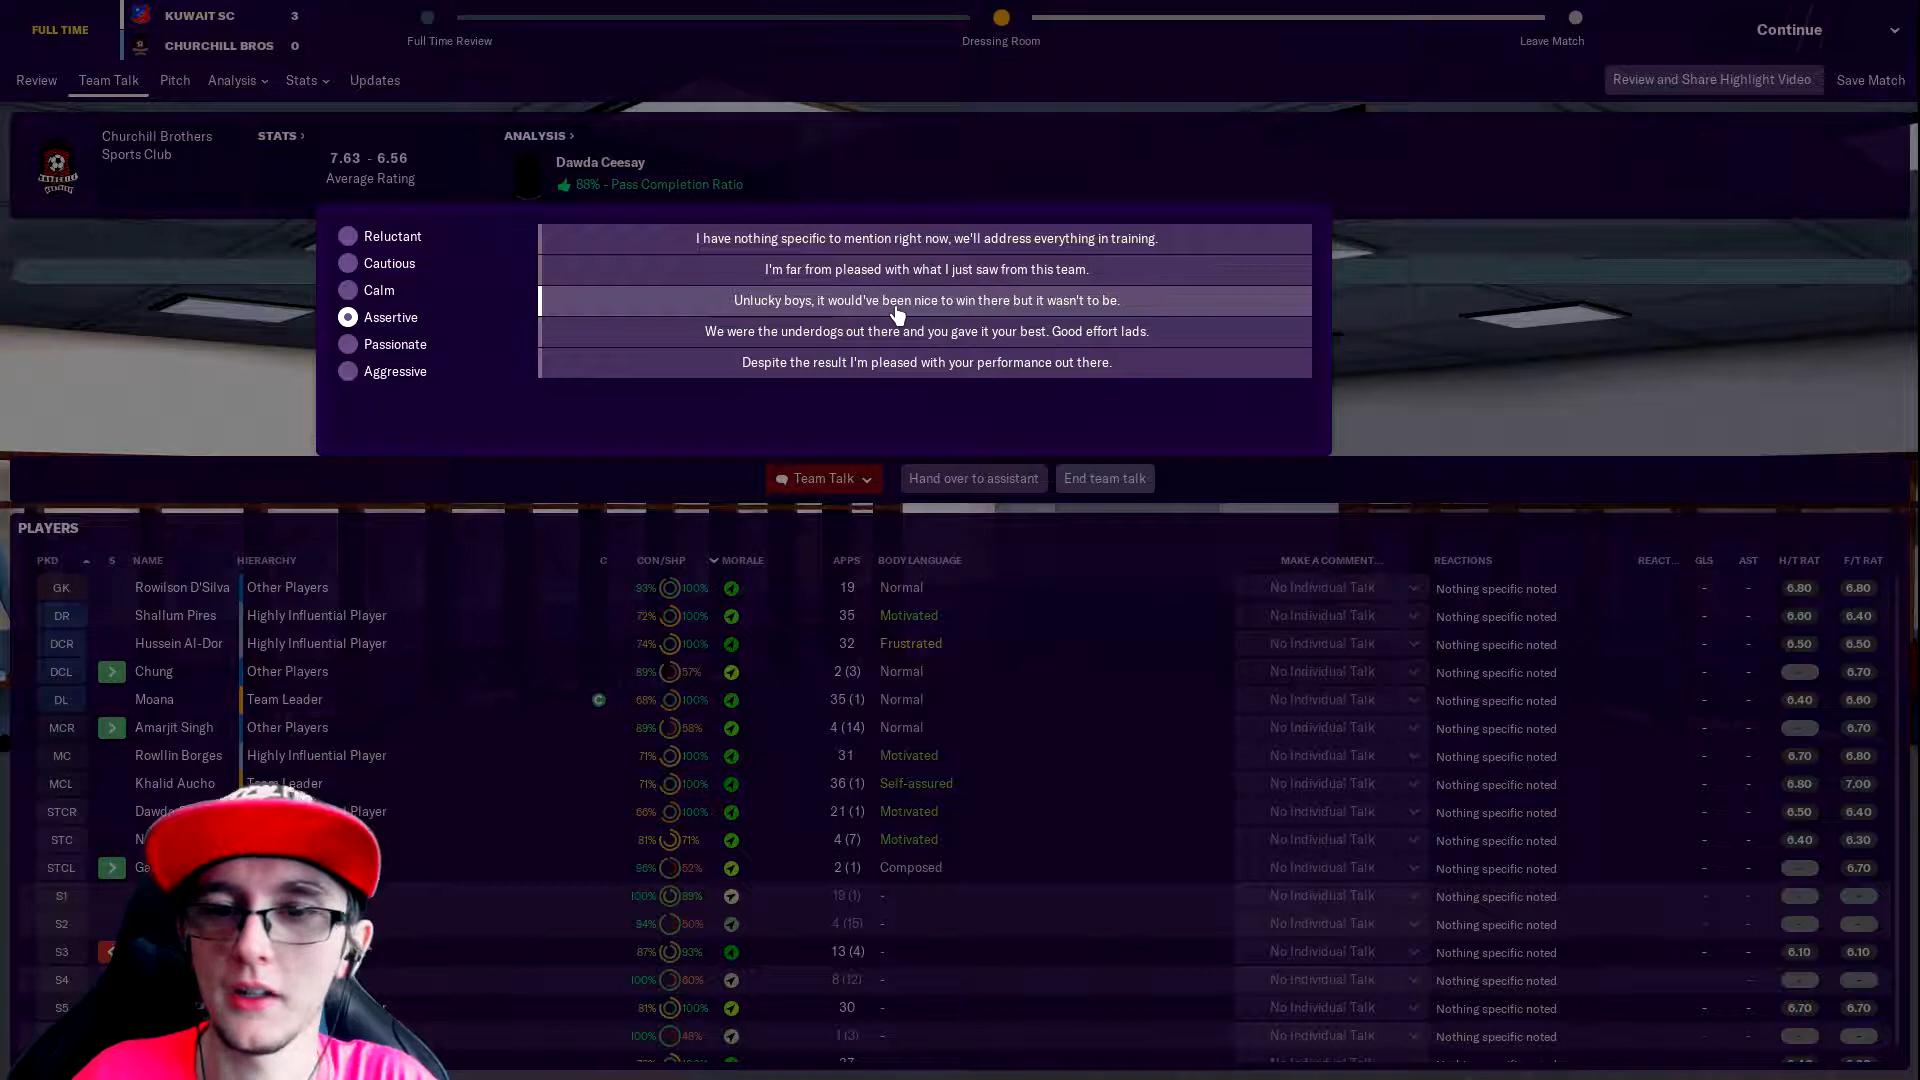 FULL TIME
KUWAIT SC 3
CHURCHILL BROS 0
Full Time Review
Dressing Room
Leave Match
Continue
Review Team Talk Pitch Analysis Stats Updates
Review and Share Highlight Video Save Match
Churchill Brothers
Sports Club
STATS
7.63 - 6.56
Average Rating
ANALYSIS
Dawda Ceesay
88% - Pass Completion Ratio
Reluctant
Cautious
Calm
Assertive
Passionate
Aggressive
I have nothing specific to mention right now, we'll address everything in training.
I'm far from pleased with what I just saw from this team.
Unlucky boys, it would've been nice to win there but it wasn't to be.
We were the underdogs out there and you gave it your best. Good effort lads.
Despite the result I'm pleased with your performance out there.
Team Talk Hand over to assistant End team talk
PLAYERS
PKD S NAME HIERARCHY C CON/SHP MORALE APPS BODY LANGUAGE MAKE A COMMENT... REACTIONS REACT... GLS AST H/T RAT F/T RAT
GK Rowilson D'Silva Other Players 93% 100% 19 Normal No Individual Talk Nothing specific noted - - 6.80 6.80
DR Shallum Pires Highly Influential Player 72% 100% 35 Motivated No Individual Talk Nothing specific noted - - 6.60 6.40
DCR Hussein Al-Dor Highly Influential Player 74% 100% 32 Frustrated No Individual Talk Nothing specific noted - - 6.50 6.50
DCL Chung Other Players 89% 57% 2 (3) Normal No Individual Talk Nothing specific noted - - - 6.70
DL Moana Team Leader C 68% 100% 35 (1) Normal No Individual Talk Nothing specific noted - - 6.40 6.60
MCR Amarjit Singh Other Players 89% 58% 4 (14) Normal No Individual Talk Nothing specific noted - - - 6.70
MC Rowllin Borges Highly Influential Player 71% 100% 31 Motivated No Individual Talk Nothing specific noted - - 6.70 6.80
MCL Khalid Aucho Team Leader 71% 100% 36 (1) Self-assured No Individual Talk Nothing specific noted - - 6.80 7.00
STCR Dawda Player 66% 100% 21 (1) Motivated No Individual Talk Nothing specific noted - - 6.50 6.40
STC 81% 71% 4 (7) Motivated No Individual Talk Nothing specific noted - - 6.40 6.30
STCL 96% 52% 2 (1) Composed No Individual Talk Nothing specific noted - - - 6.70
S1 100% 89% 19 (1) - No Individual Talk Nothing specific noted - - - -
S2 94% 50% 4 (15) - No Individual Talk Nothing specific noted - - - -
S3 87% 93% 13 (4) - No Individual Talk Nothing specific noted - - 6.10 6.10
S4 100% 60% 8 (12) - No Individual Talk Nothing specific noted - - - -
S5 81% 100% 30 - No Individual Talk Nothing specific noted - - 6.70 6.70
100% 48% 1 (3) - No Individual Talk Nothing specific noted - - - -